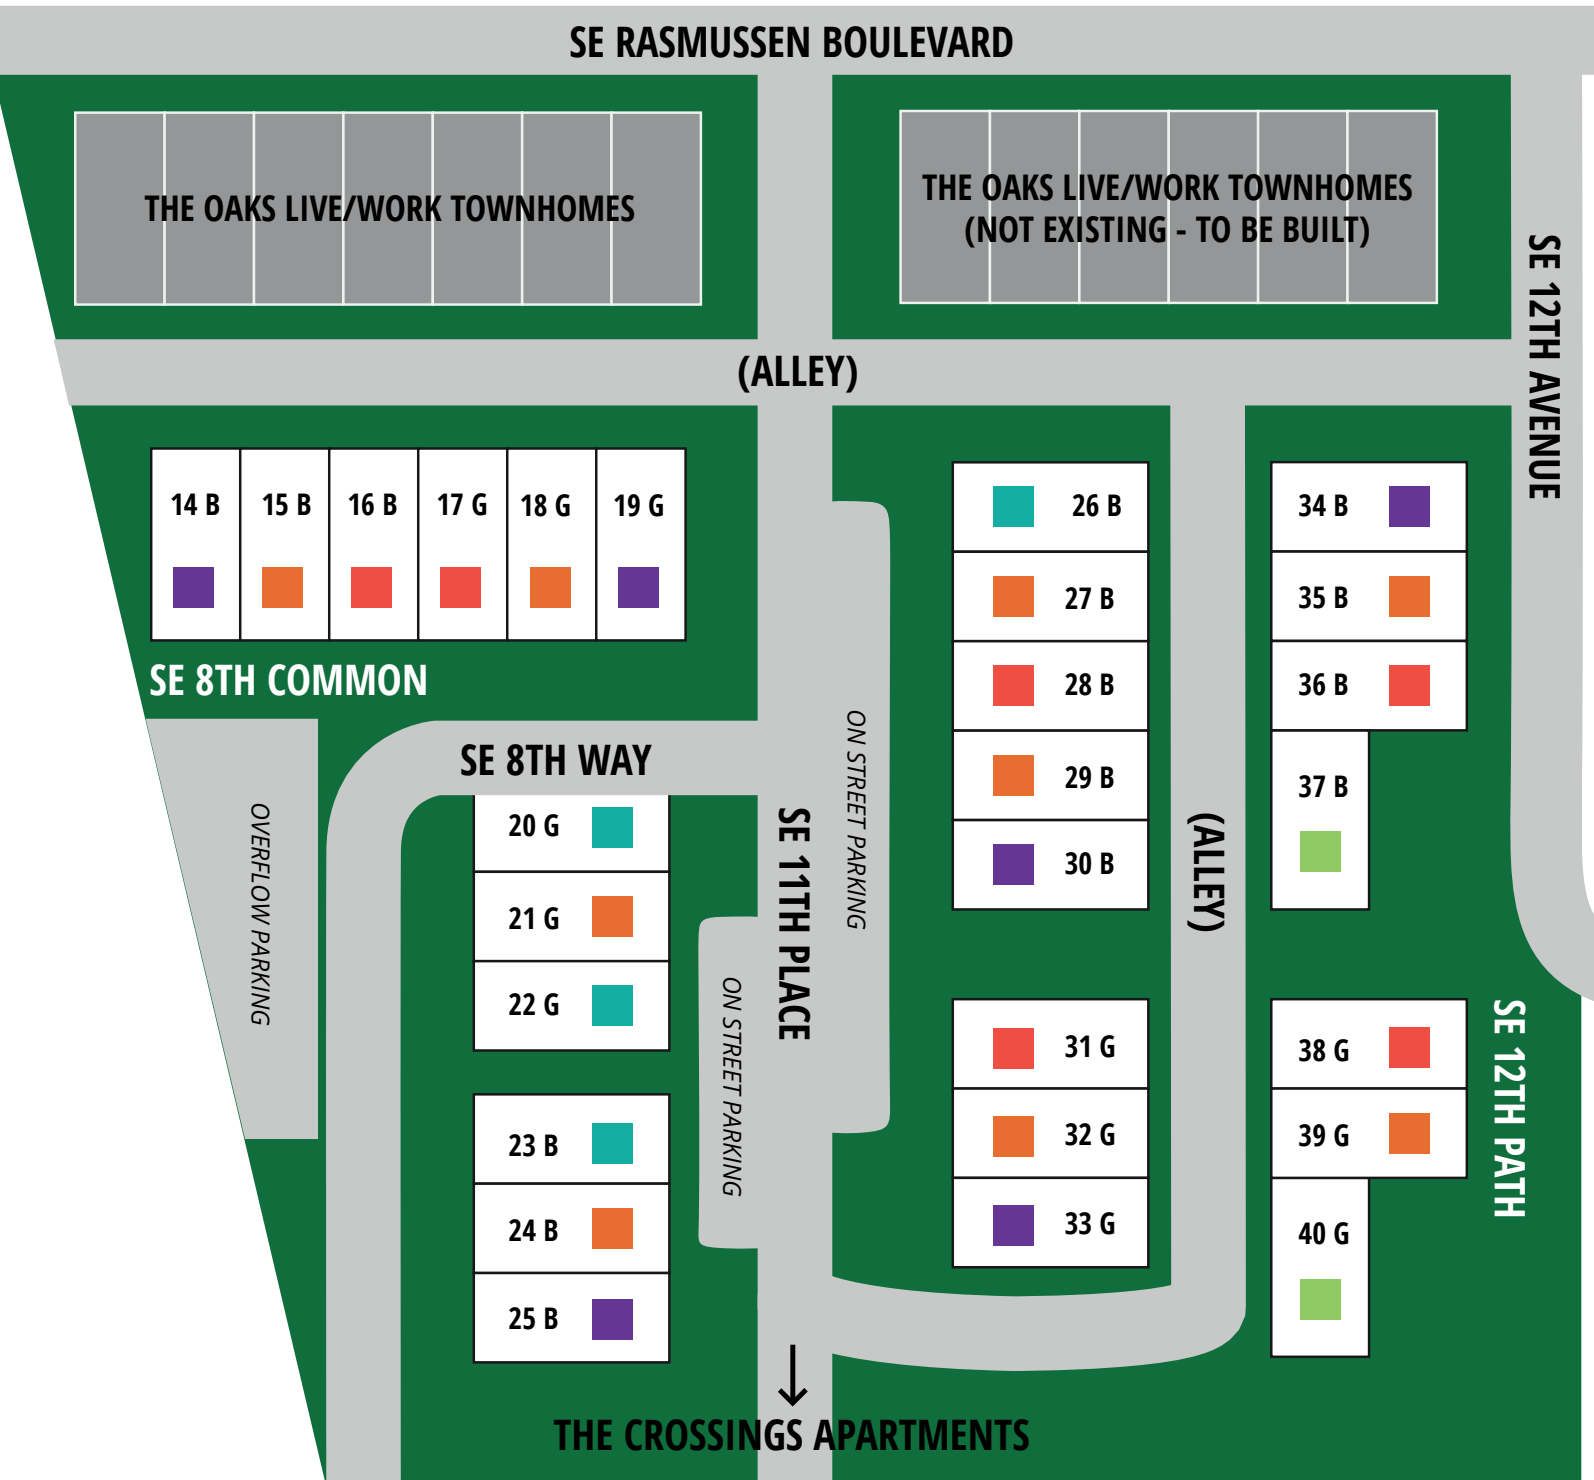 SE RASMUSSEN BOULEVARD
THE OAKS LIVE/WORK TOWNHOMES
THE OAKS LIVE/WORK TOWNHOMES
(NOT EXISTING - TO BE BUILT)
SE 12TH AVENUE
(ALLEY)
14 B
15 B
16 B
17 G
18 G
19 G
SE 8TH COMMON
SE 8TH WAY
OVERFLOW PARKING
20 G
21 G
22 G
23 B
24 B
25 B
ON STREET PARKING
SE 11TH PLACE
ON STREET PARKING
26 B
27 B
28 B
29 B
30 B
31 G
32 G
33 G
(ALLEY)
34 B
35 B
36 B
37 B
38 G
39 G
40 G
SE 12TH PATH
THE CROSSINGS APARTMENTS